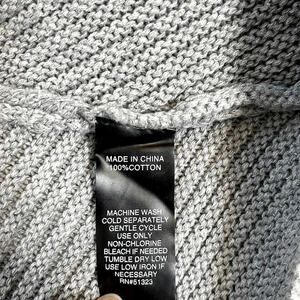 MADE IN CHINA
100%COTTON
MACHINE WASH
COLD SEPARATELY
GENTLE CYCLE
USE ONLY
NON-CHLORINE
BLEACH IF NEEDED
TUMBLE DRY LOW
USE LOW IRON IF
NECESSARY
RN#51323